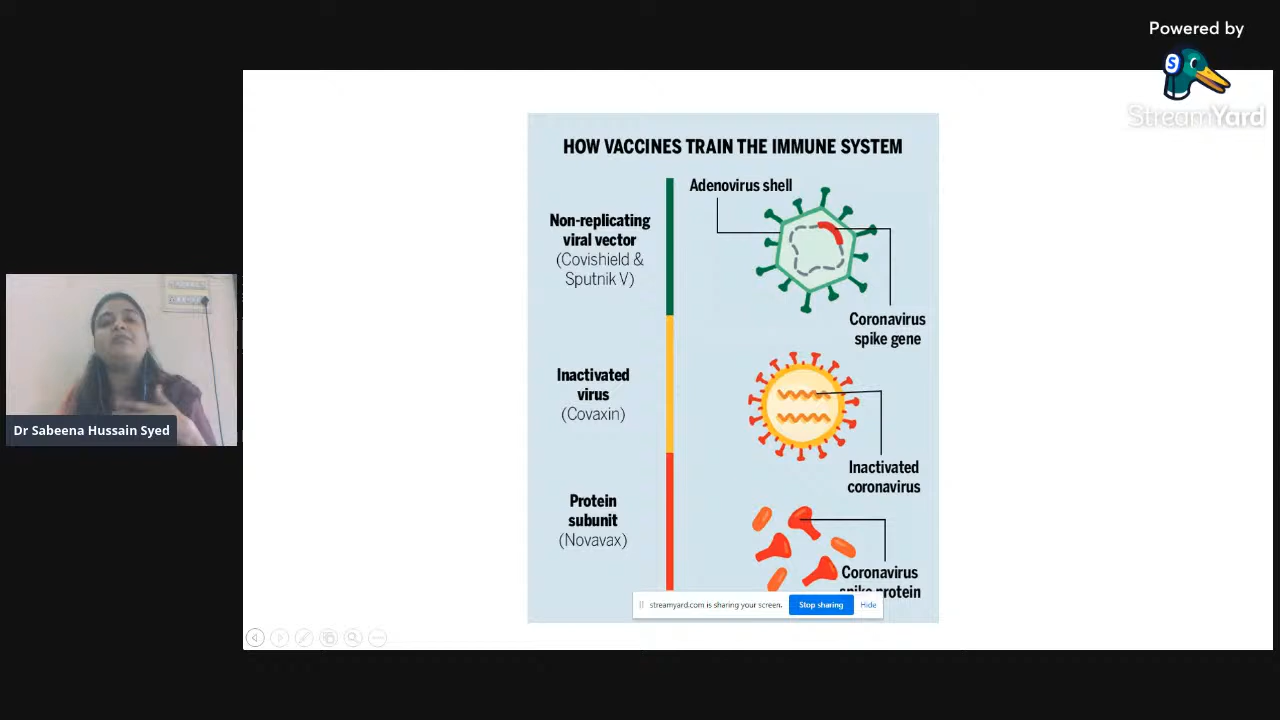 Powered by
S
StreamYard
HOW VACCINES TRAIN THE IMMUNE SYSTEM
Adenovirus shell
Non-replicating
viral vector
(Covishield &
Sputnik V)
Coronavirus
spike gene
Inactivated
virus
(Covaxin)
Inactivated
coronavirus
Protein
subunit
(Novavax)
Coronavirus
spike protein
streamyard.com is sharing your screen.
Stop sharing
Hide
Dr Sabeena Hussain Syed